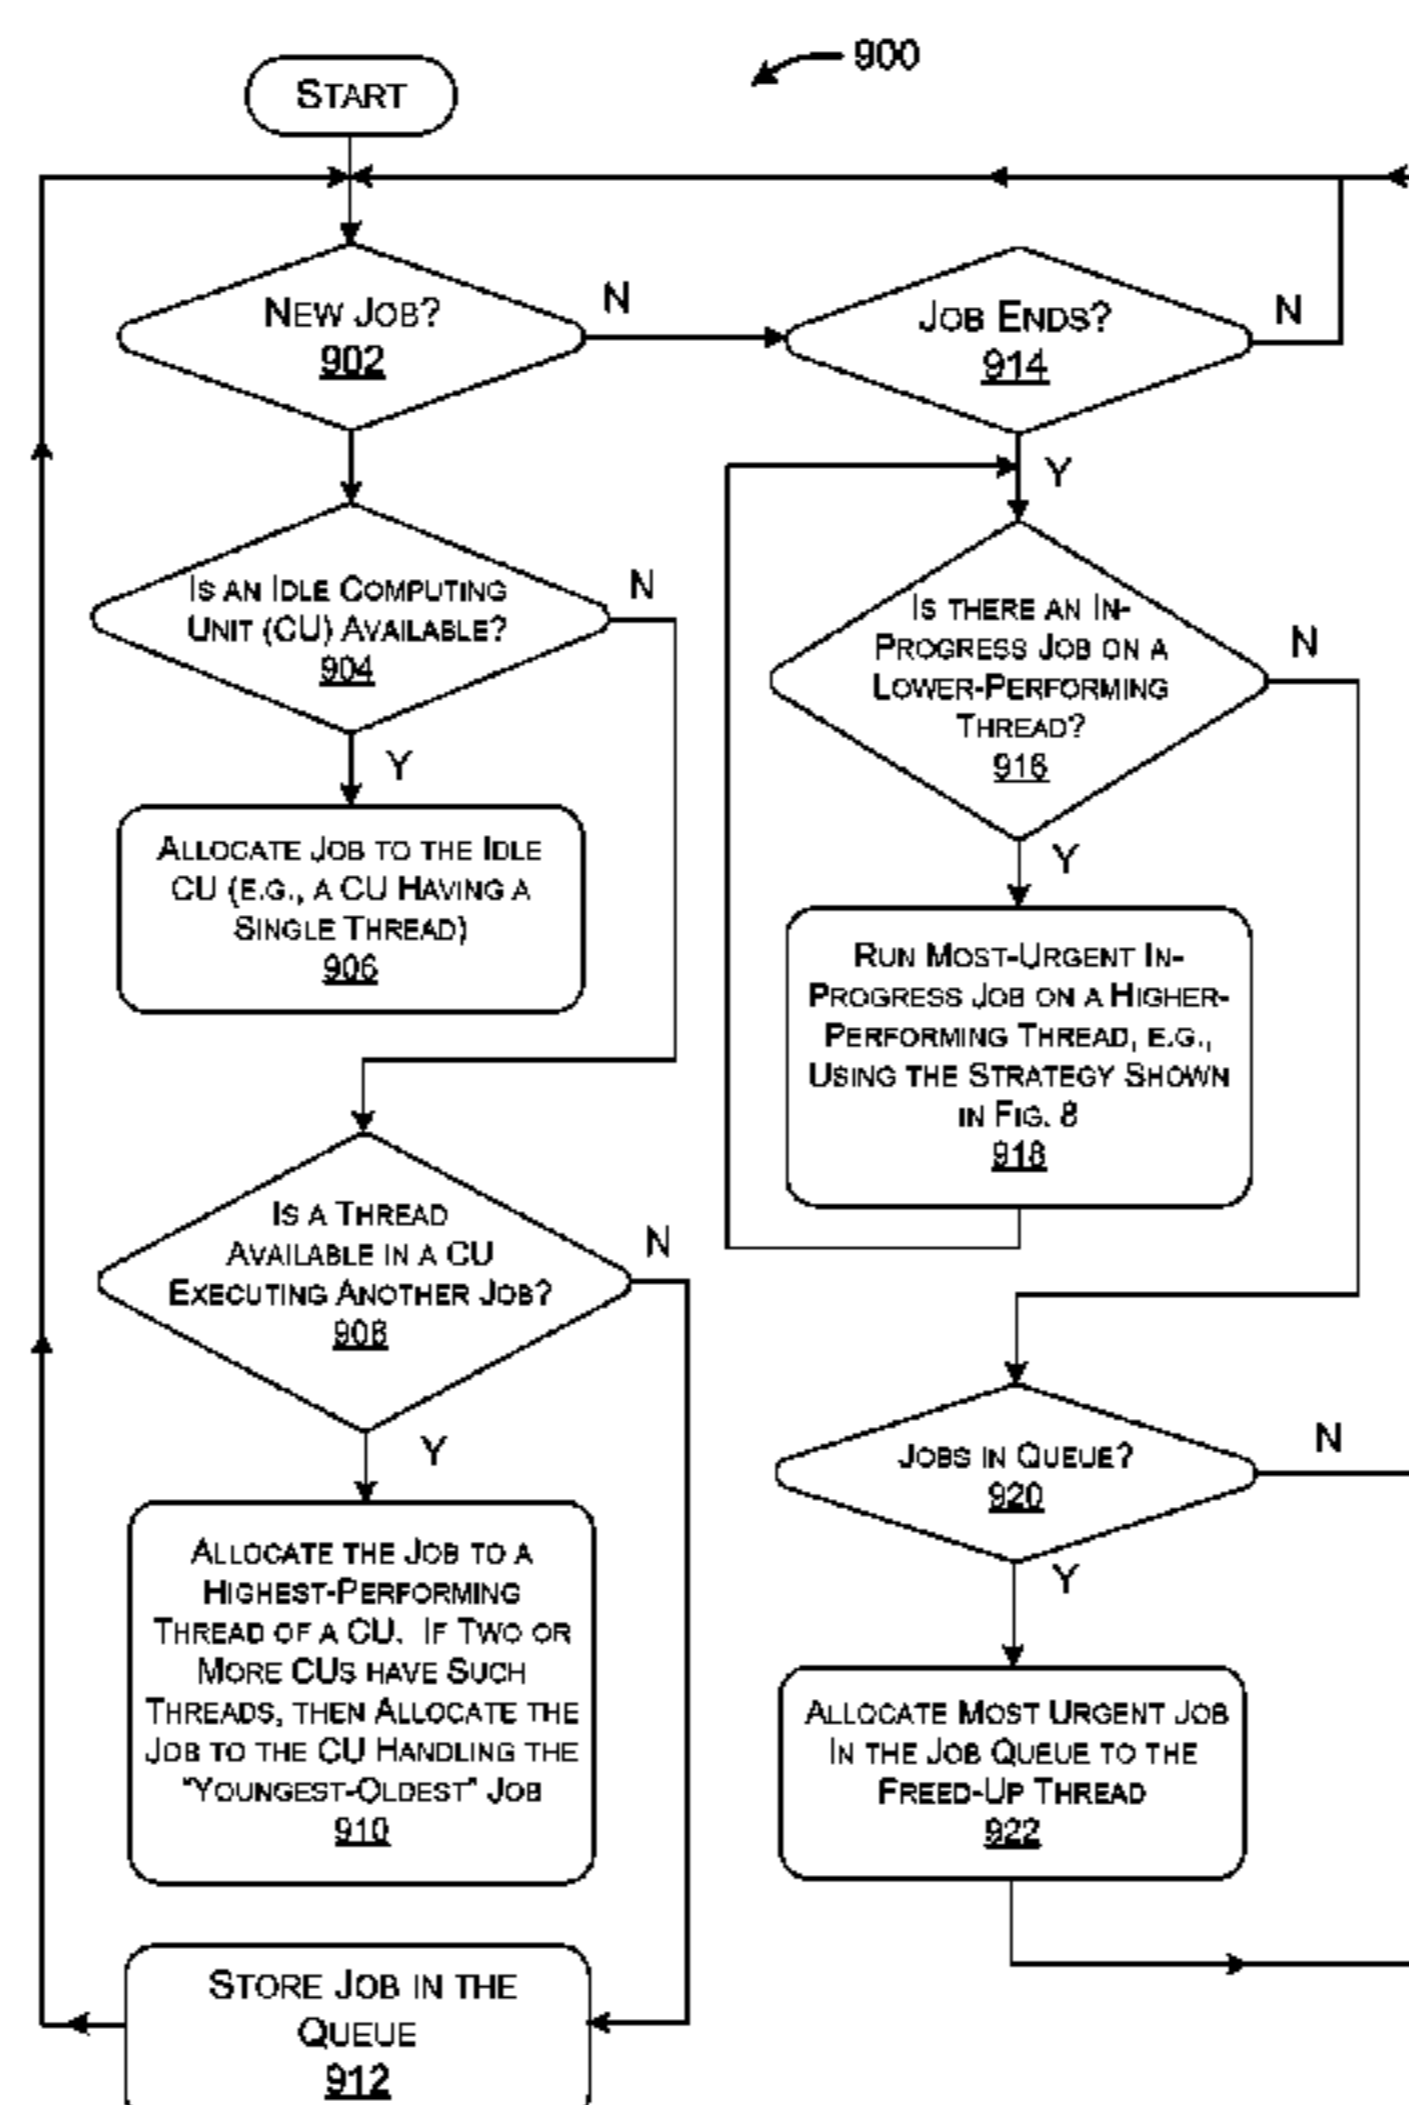 900
START
NEW JOB?
902
N
JOB ENDS?
914
N
Y
IS AN IDLE COMPUTING
UNIT (CU) AVAILABLE?
904
N
Y
ALLOCATE JOB TO THE IDLE
CU (E.G., A CU HAVING A
SINGLE THREAD)
906
IS A THREAD
AVAILABLE IN A CU
EXECUTING ANOTHER JOB?
908
N
Y
ALLOCATE THE JOB TO A
HIGHEST-PERFORMING
THREAD OF A CU. IF TWO OR
MORE CUS HAVE SUCH
THREADS, THEN ALLOCATE THE
JOB TO THE CU HANDLING THE
"YOUNGEST-OLDEST" JOB
910
STORE JOB IN THE
QUEUE
912
IS THERE AN IN-
PROGRESS JOB ON A
LOWER-PERFORMING
THREAD?
916
N
Y
RUN MOST-URGENT IN-
PROGRESS JOB ON A HIGHER-
PERFORMING THREAD, E.G.,
USING THE STRATEGY SHOWN
IN FIG. 8
918
JOBS IN QUEUE?
920
N
Y
ALLOCATE MOST URGENT JOB
IN THE JOB QUEUE TO THE
FREED-UP THREAD
922